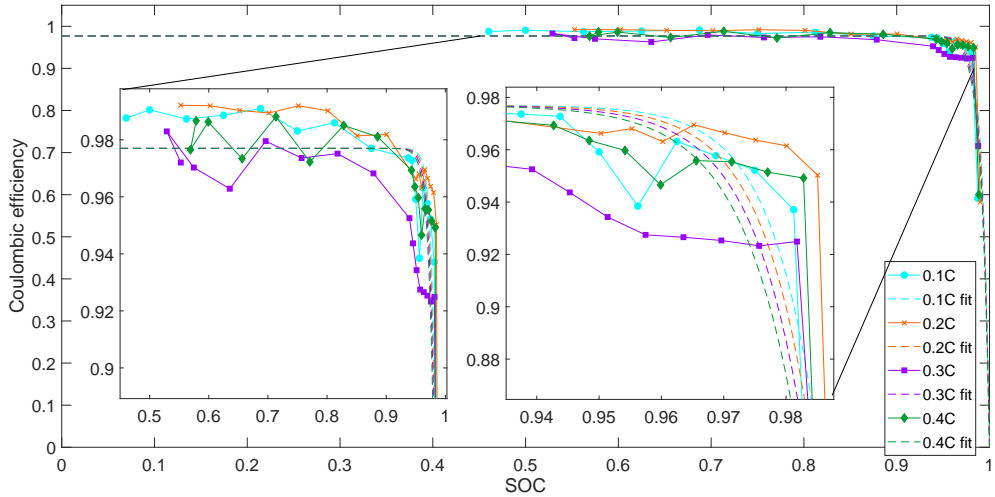 1
0.9
0.8
0.7
0.6
0.5
0.4
0.3
0.2
0.1
0
Coulombic efficiency
0 0.1 0.2 0.3 0.4 0.5 0.6 0.7 0.8 0.9 1
SOC
0.98
0.96
0.94
0.92
0.9
0.5 0.6 0.7 0.8 0.9 1
0.98
0.96
0.94
0.92
0.9
0.88
0.94 0.95 0.96 0.97 0.98
0.1C
0.1C fit
0.2C
0.2C fit
0.3C
0.3C fit
0.4C
0.4C fit